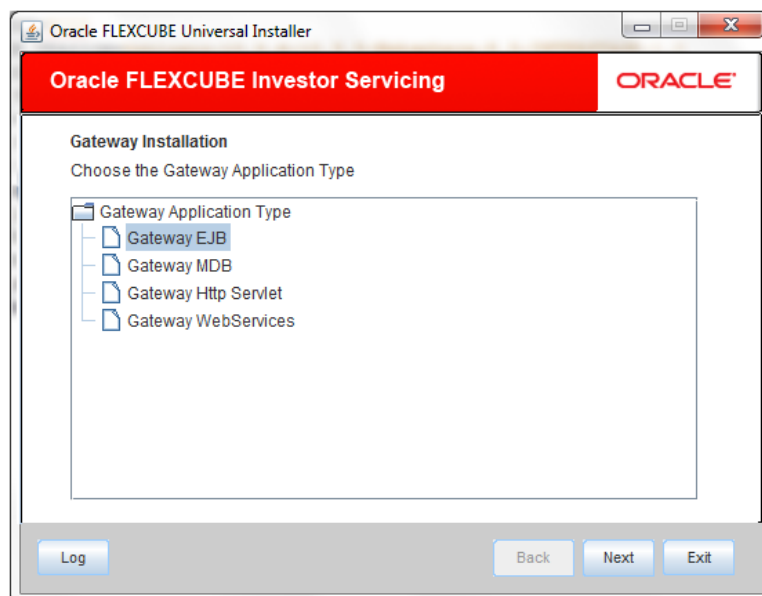 Oracle FLEXCUBE Universal Installer
Oracle FLEXCUBE Investor Servicing
ORACLE
Gateway Installation
Choose the Gateway Application Type
Gateway Application Type
Gateway EJB
Gateway MDB
Gateway Http Servlet
Gateway WebServices
Log
Back
Next
Exit